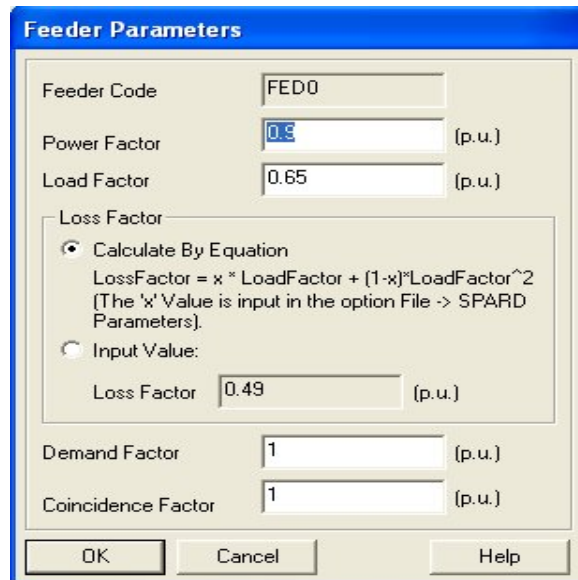 Feeder Parameters
Feeder Code FED0
Power Factor 0.9 (p.u.)
Load Factor 0.65 (p.u.)
Loss Factor
Calculate By Equation
LossFactor = x * LoadFactor + (1-x)*LoadFactor^2
(The 'x' Value is input in the option File -> SPARD
Parameters).
Input Value:
Loss Factor 0.49 (p.u.)
Demand Factor 1 (p.u.)
Coincidence Factor 1 (p.u.)
OK Cancel Help